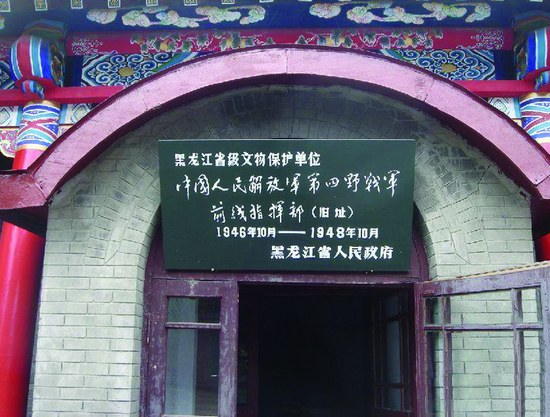 黑龙江省级文物保护单位
中国人民解放军第四野战军
前线指挥部（旧址）
1946年10月——1948年10月
黑龙江省人民政府